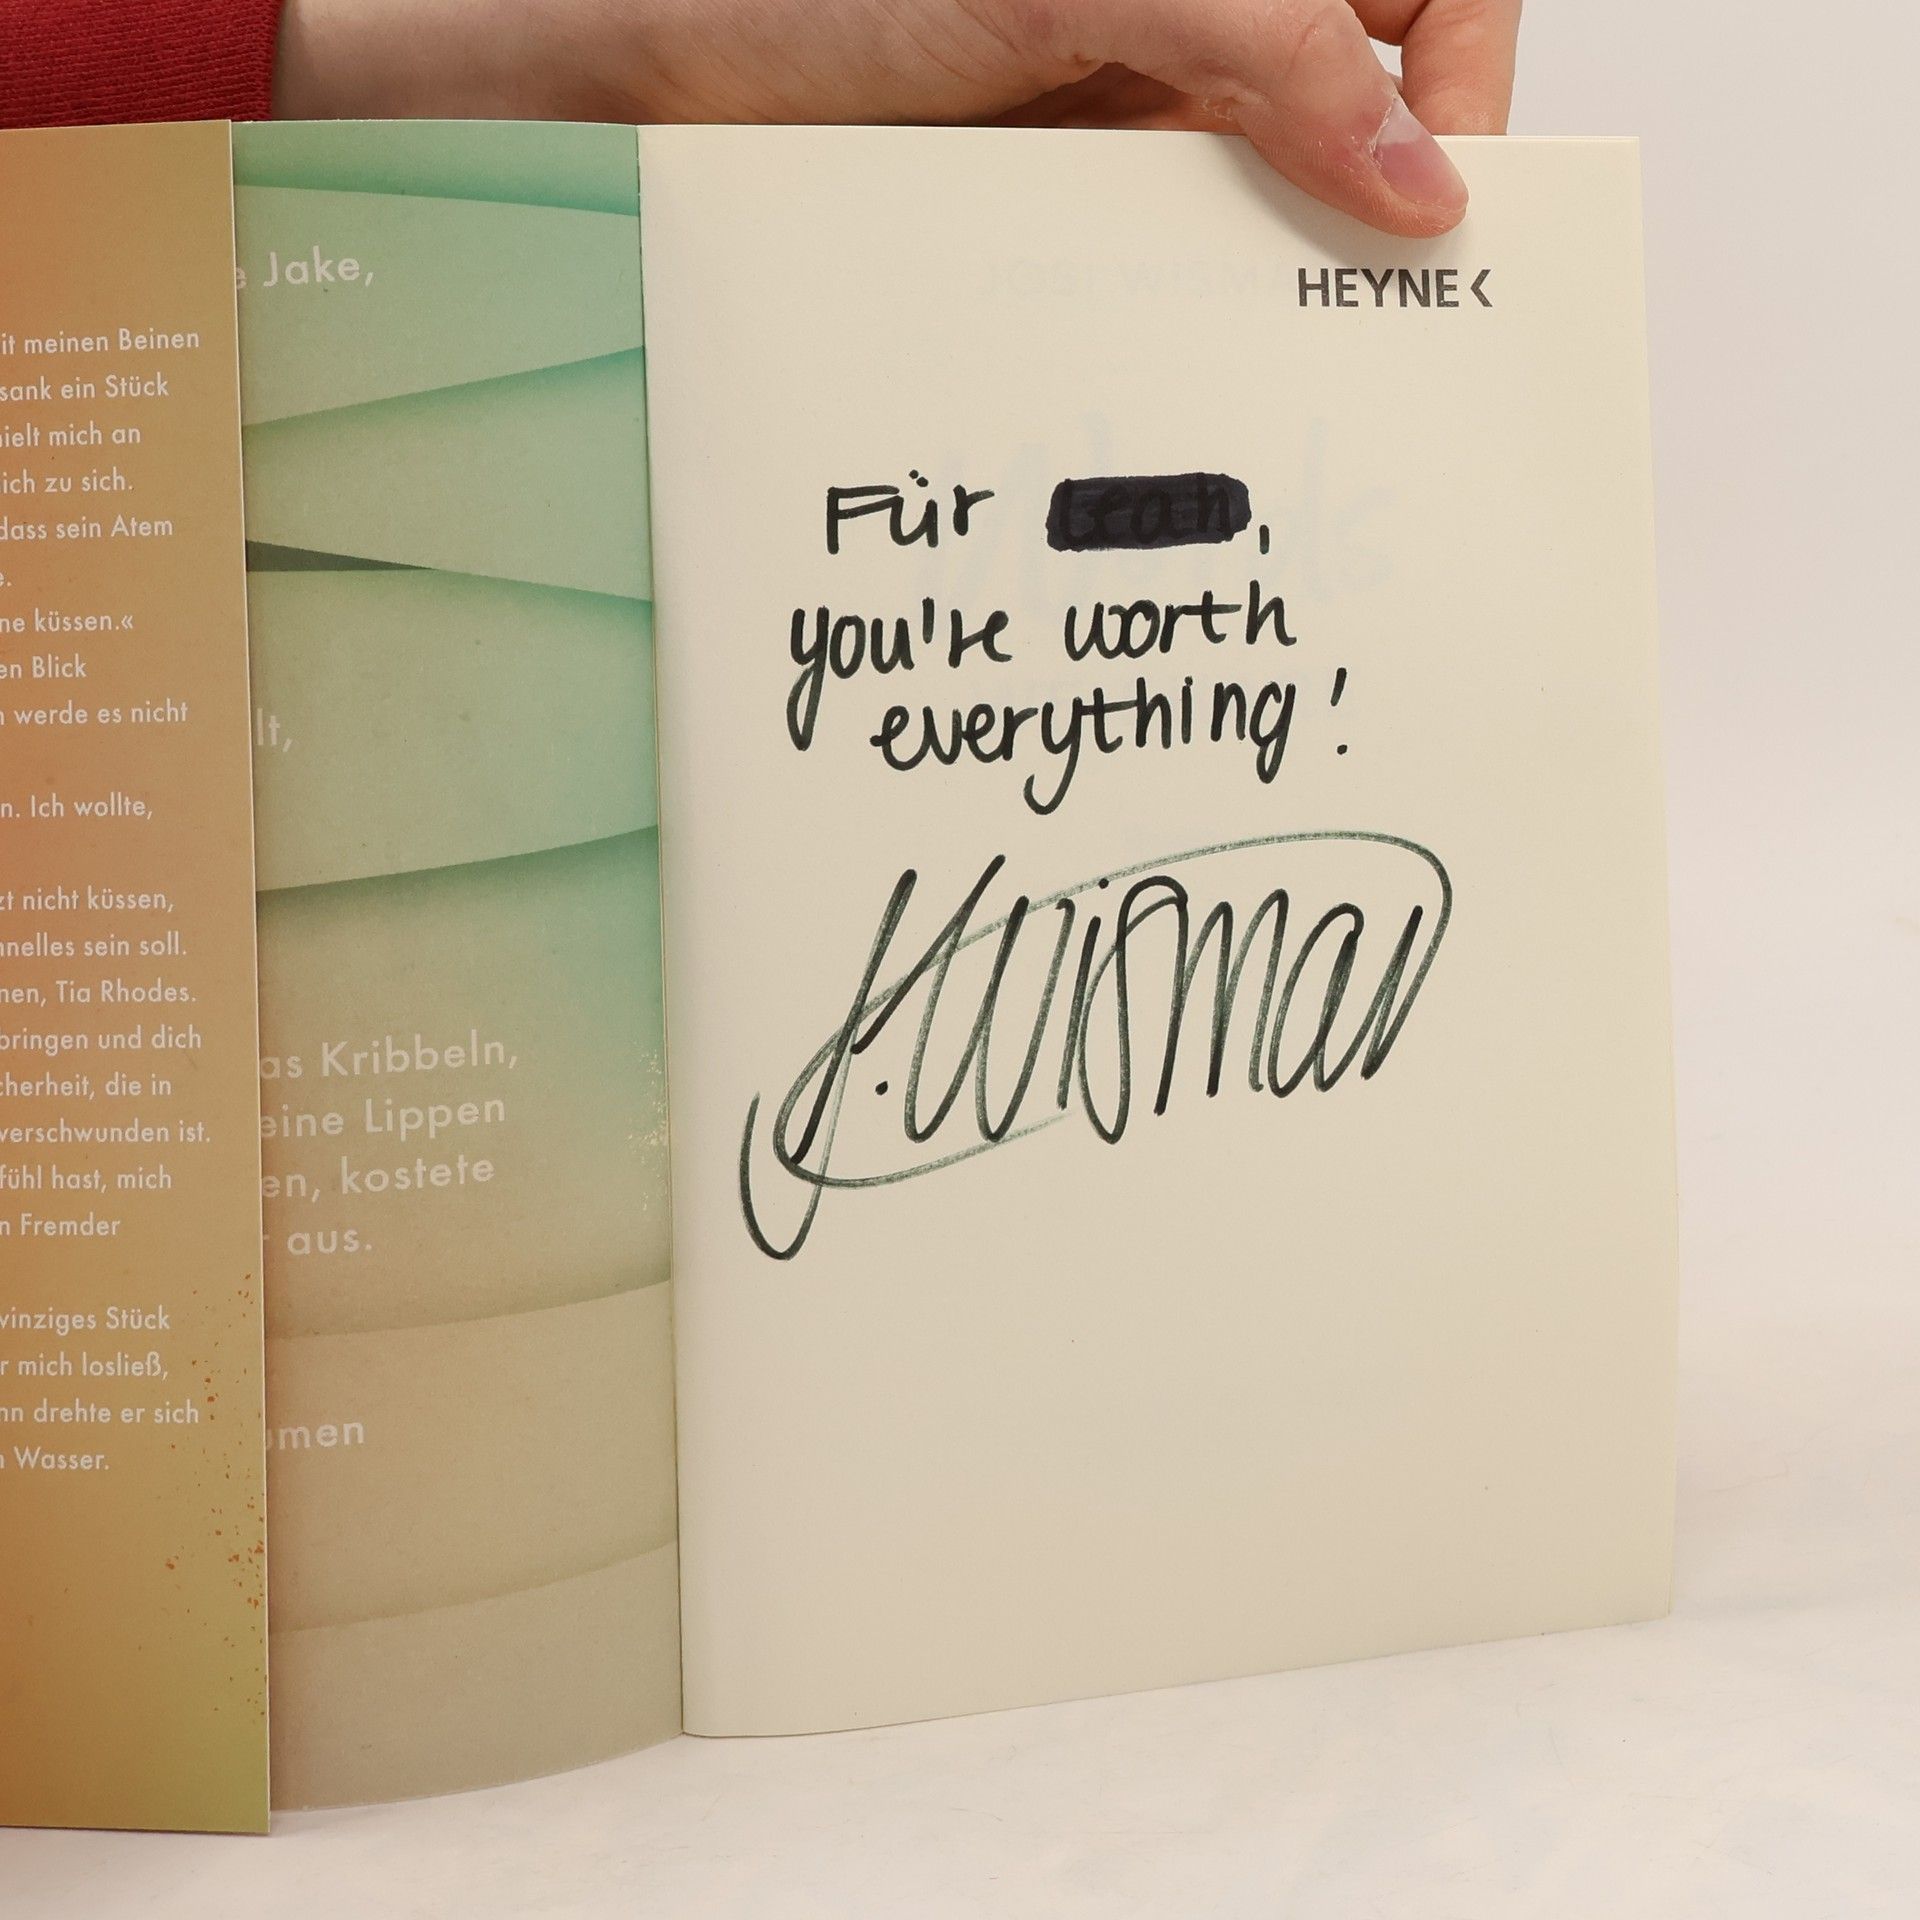 it meinen Beinen
sank ein Stück
ielt mich an
ich zu sich.
dass sein Atem
e.
ne küssen.«
en Blick
n werde es nicht
n. Ich wollte,
zt nicht küssen,
nnelles sein soll.
nen, Tia Rhodes.
bringen und dich
cherheit, die in
verschwunden ist.
fühl hast, mich
n Fremder
winziges Stück
r mich losließ,
nn drehte er sich
n Wasser.
e Jake,
lt,
as Kribbeln,
eine Lippen
en, kostete
r aus.
umen
HEYNE<
Für ,
you're worth
everything!
J. Wismar